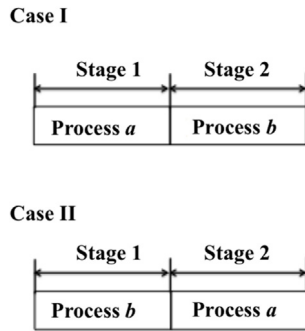 Case I
Stage 1 Stage 2
Process a Process b
Case II
Stage 1 Stage 2
Process b Process a